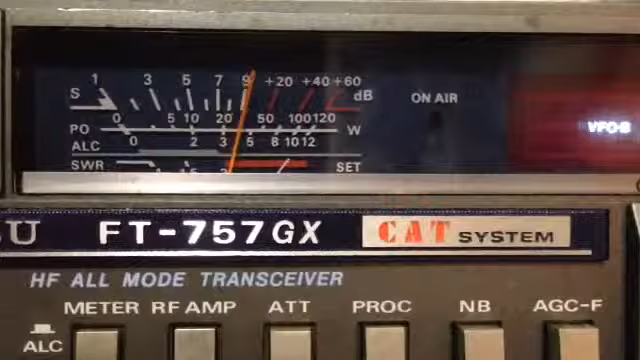 S 1 3 5 7 9 +20 +40 +60 dB
ON AIR
PO 0 5 10 20 50 100 120 W
VFO-B
ALC 0 2 3 5 8 10 12
SWR SET
U FT-757GX CAT SYSTEM
HF ALL MODE TRANSCEIVER
METER RF AMP ATT PROC NB AGC-F
ALC